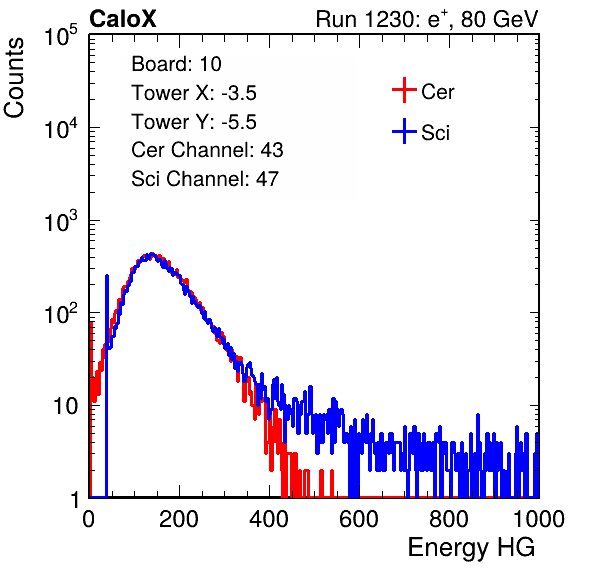 CaloX Run 1230: e⁺, 80 GeV
Counts
Board: 10
Tower X: -3.5
Tower Y: -5.5
Cer Channel: 43
Sci Channel: 47
Cer
Sci
10⁵
10⁴
10³
10²
10
1
0 200 400 600 800 1000
Energy HG